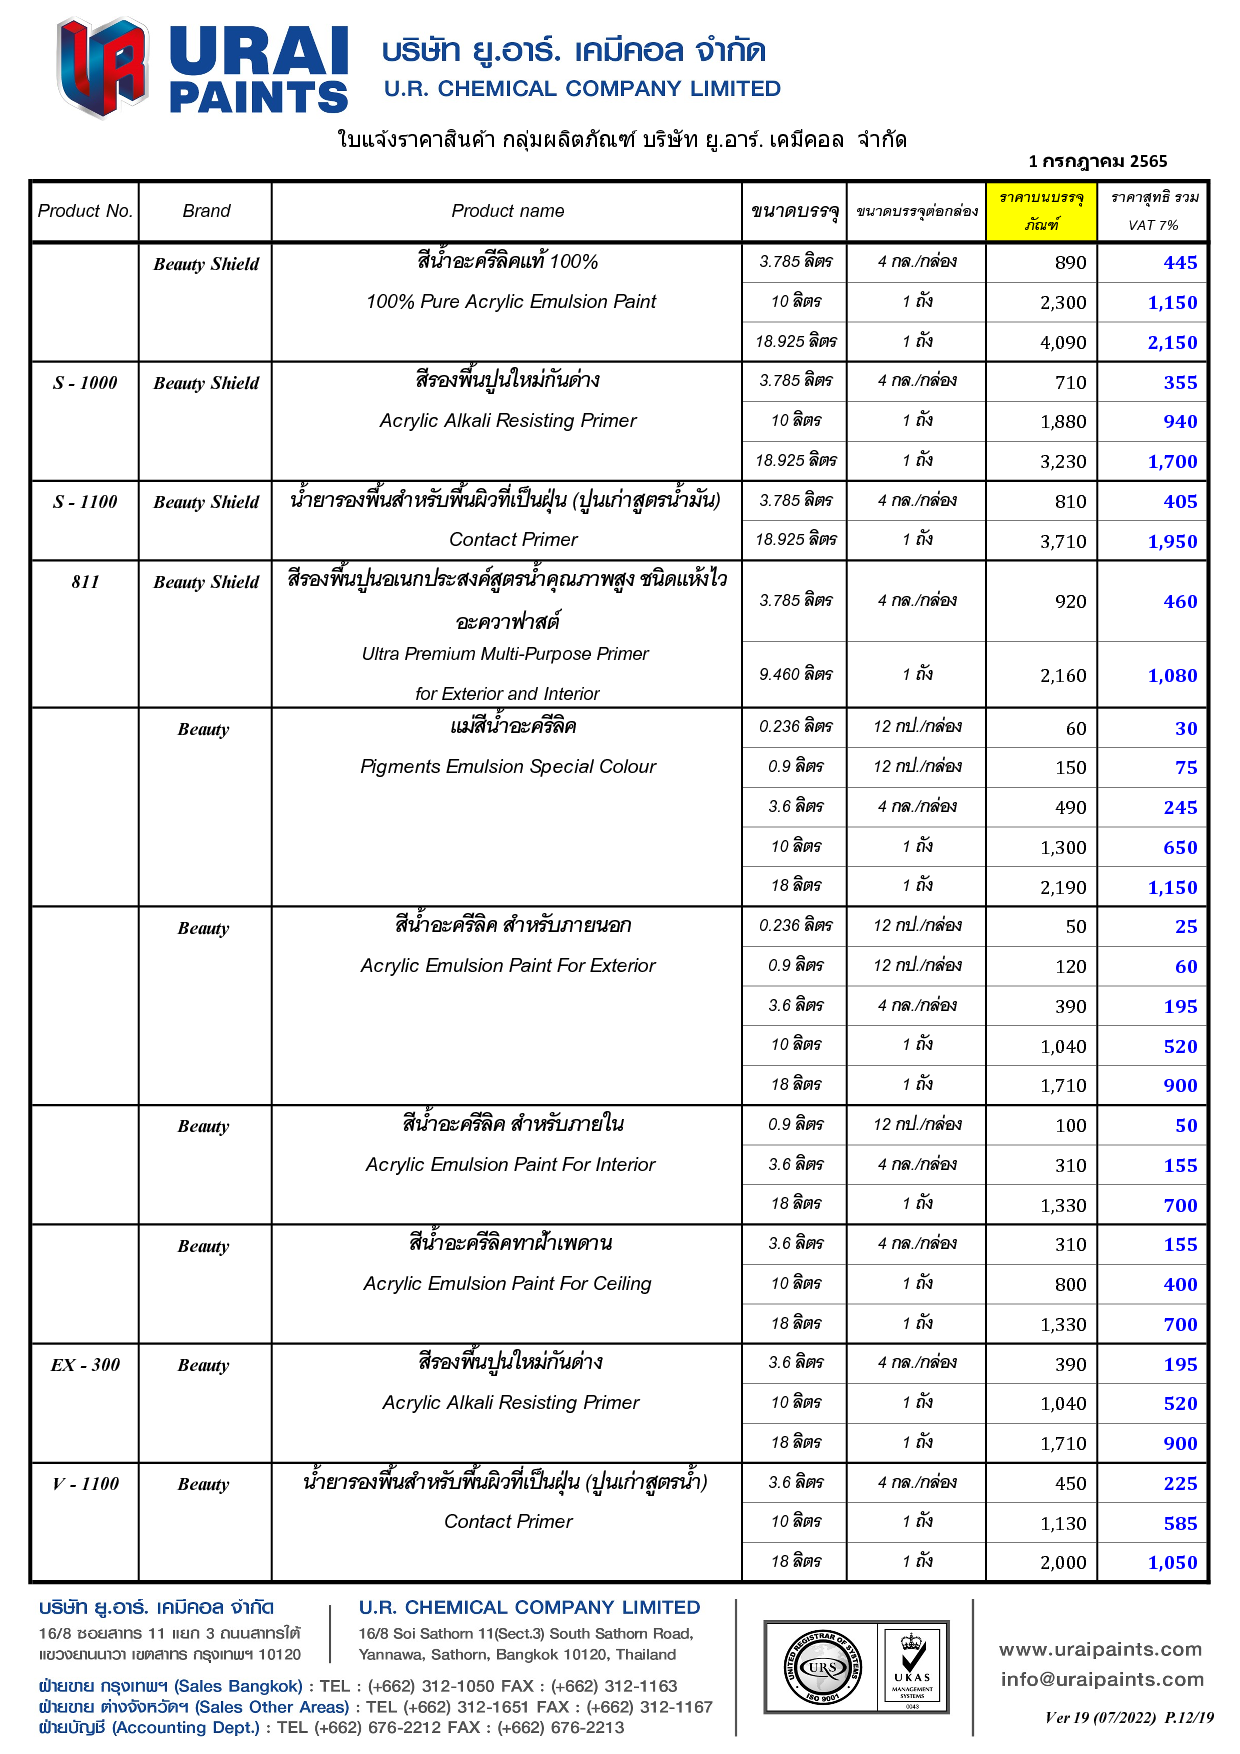 URAI
PAINTS
บริษัท ยู.อาร์. เคมีคอล จำกัด
U.R. CHEMICAL COMPANY LIMITED
ใบแจ้งราคาสินค้า กลุ่มผลิตภัณฑ์ บริษัท ยู.อาร์. เคมีคอล จำกัด
1 กรกฎาคม 2565
Product No. Brand Product name ขนาดบรรจุ ขนาดบรรจุต่อกล่อง ราคาบนบรรจุภัณฑ์ ราคาสุทธิ รวม VAT 7%
Beauty Shield สีน้ำอะครีลิคแท้ 100% 3.785 ลิตร 4 กล./กล่อง 890 445
100% Pure Acrylic Emulsion Paint 10 ลิตร 1 ถัง 2,300 1,150
18.925 ลิตร 1 ถัง 4,090 2,150
S - 1000 Beauty Shield สีรองพื้นปูนใหม่กันด่าง 3.785 ลิตร 4 กล./กล่อง 710 355
Acrylic Alkali Resisting Primer 10 ลิตร 1 ถัง 1,880 940
18.925 ลิตร 1 ถัง 3,230 1,700
S - 1100 Beauty Shield น้ำยารองพื้นสำหรับพื้นผิวที่เป็นฝุ่น (ปูนเก่าสูตรน้ำมัน) 3.785 ลิตร 4 กล./กล่อง 810 405
Contact Primer 18.925 ลิตร 1 ถัง 3,710 1,950
811 Beauty Shield สีรองพื้นปูนอเนกประสงค์สูตรน้ำคุณภาพสูง ชนิดแห้งไว
อะควาฟาสต์ 3.785 ลิตร 4 กล./กล่อง 920 460
Ultra Premium Multi-Purpose Primer
for Exterior and Interior 9.460 ลิตร 1 ถัง 2,160 1,080
Beauty แม่สีน้ำอะครีลิค 0.236 ลิตร 12 กป./กล่อง 60 30
Pigments Emulsion Special Colour 0.9 ลิตร 12 กป./กล่อง 150 75
3.6 ลิตร 4 กล./กล่อง 490 245
10 ลิตร 1 ถัง 1,300 650
18 ลิตร 1 ถัง 2,190 1,150
Beauty สีน้ำอะครีลิค สำหรับภายนอก 0.236 ลิตร 12 กป./กล่อง 50 25
Acrylic Emulsion Paint For Exterior 0.9 ลิตร 12 กป./กล่อง 120 60
3.6 ลิตร 4 กล./กล่อง 390 195
10 ลิตร 1 ถัง 1,040 520
18 ลิตร 1 ถัง 1,710 900
Beauty สีน้ำอะครีลิค สำหรับภายใน 0.9 ลิตร 12 กป./กล่อง 100 50
Acrylic Emulsion Paint For Interior 3.6 ลิตร 4 กล./กล่อง 310 155
18 ลิตร 1 ถัง 1,330 700
Beauty สีน้ำอะครีลิคทาฝ้าเพดาน 3.6 ลิตร 4 กล./กล่อง 310 155
Acrylic Emulsion Paint For Ceiling 10 ลิตร 1 ถัง 800 400
18 ลิตร 1 ถัง 1,330 700
EX - 300 Beauty สีรองพื้นปูนใหม่กันด่าง 3.6 ลิตร 4 กล./กล่อง 390 195
Acrylic Alkali Resisting Primer 10 ลิตร 1 ถัง 1,040 520
18 ลิตร 1 ถัง 1,710 900
V - 1100 Beauty น้ำยารองพื้นสำหรับพื้นผิวที่เป็นฝุ่น (ปูนเก่าสูตรน้ำ) 3.6 ลิตร 4 กล./กล่อง 450 225
Contact Primer 10 ลิตร 1 ถัง 1,130 585
18 ลิตร 1 ถัง 2,000 1,050
บริษัท ยู.อาร์. เคมีคอล จำกัด
16/8 ซอยสาทร 11 แยก 3 ถนนสาทรใต้
แขวงยานนาวา เขตสาทร กรุงเทพฯ 10120
U.R. CHEMICAL COMPANY LIMITED
16/8 Soi Sathorn 11(Sect.3) South Sathorn Road,
Yannawa, Sathorn, Bangkok 10120, Thailand
ฝ่ายขาย กรุงเทพฯ (Sales Bangkok) : TEL : (+662) 312-1050 FAX : (+662) 312-1163
ฝ่ายขาย ต่างจังหวัดฯ (Sales Other Areas) : TEL (+662) 312-1651 FAX : (+662) 312-1167
ฝ่ายบัญชี (Accounting Dept.) : TEL (+662) 676-2212 FAX : (+662) 676-2213
UNITED REGISTRAR OF SYSTEMS
URS
ISO 9001
UKAS
MANAGEMENT
SYSTEMS
0043
www.uraipaints.com
info@uraipaints.com
Ver 19 (07/2022) P.12/19